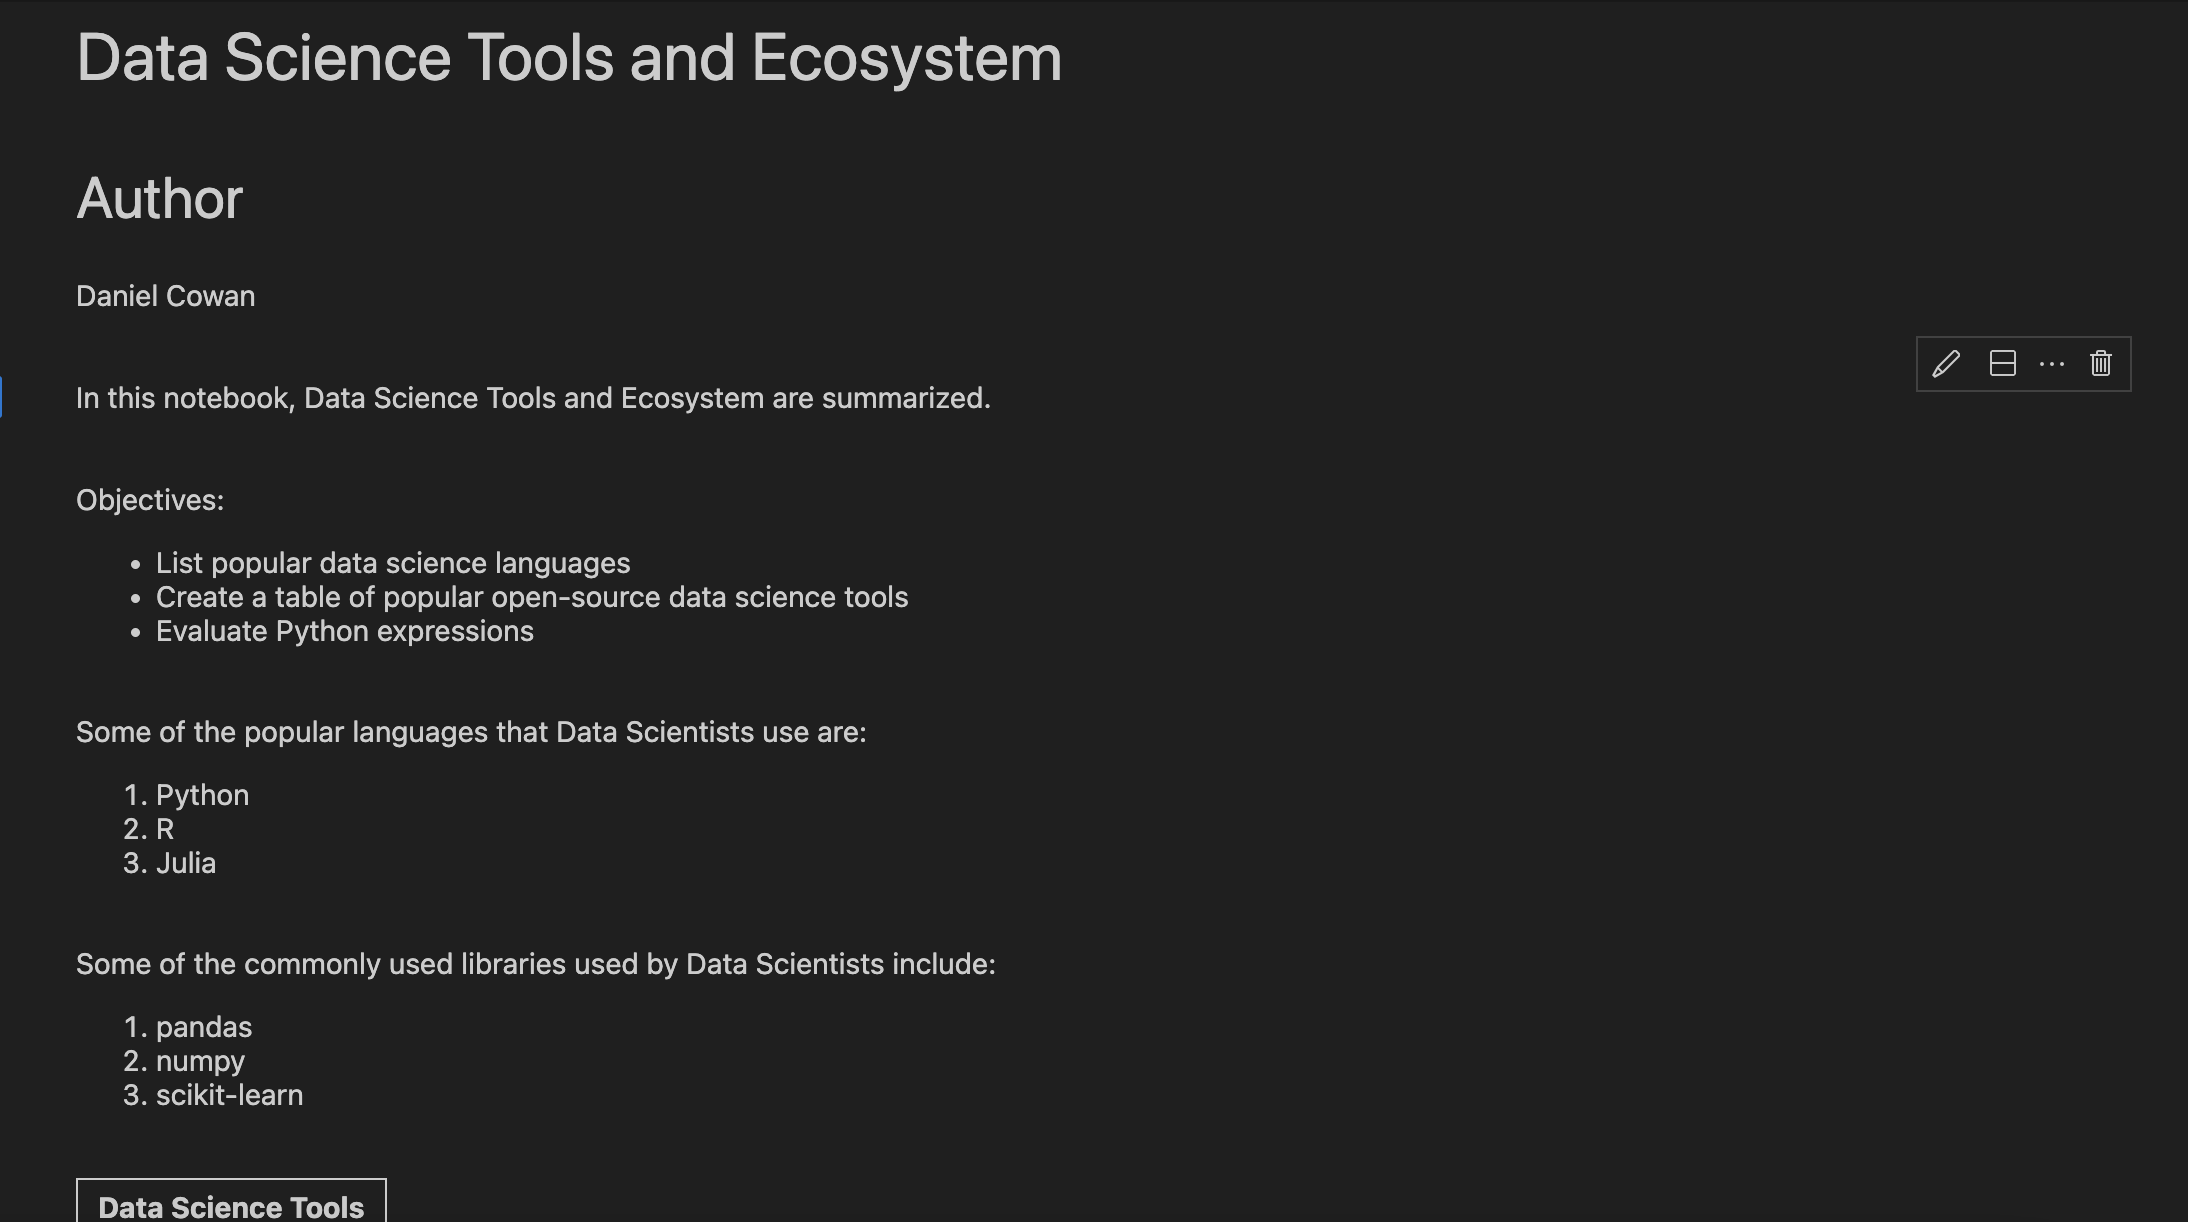 Data Science Tools and Ecosystem
Author
Daniel Cowan
In this notebook, Data Science Tools and Ecosystem are summarized.
Objectives:
• List popular data science languages
• Create a table of popular open-source data science tools
• Evaluate Python expressions
Some of the popular languages that Data Scientists use are:
1. Python
2. R
3. Julia
Some of the commonly used libraries used by Data Scientists include:
1. pandas
2. numpy
3. scikit-learn
Data Science Tools